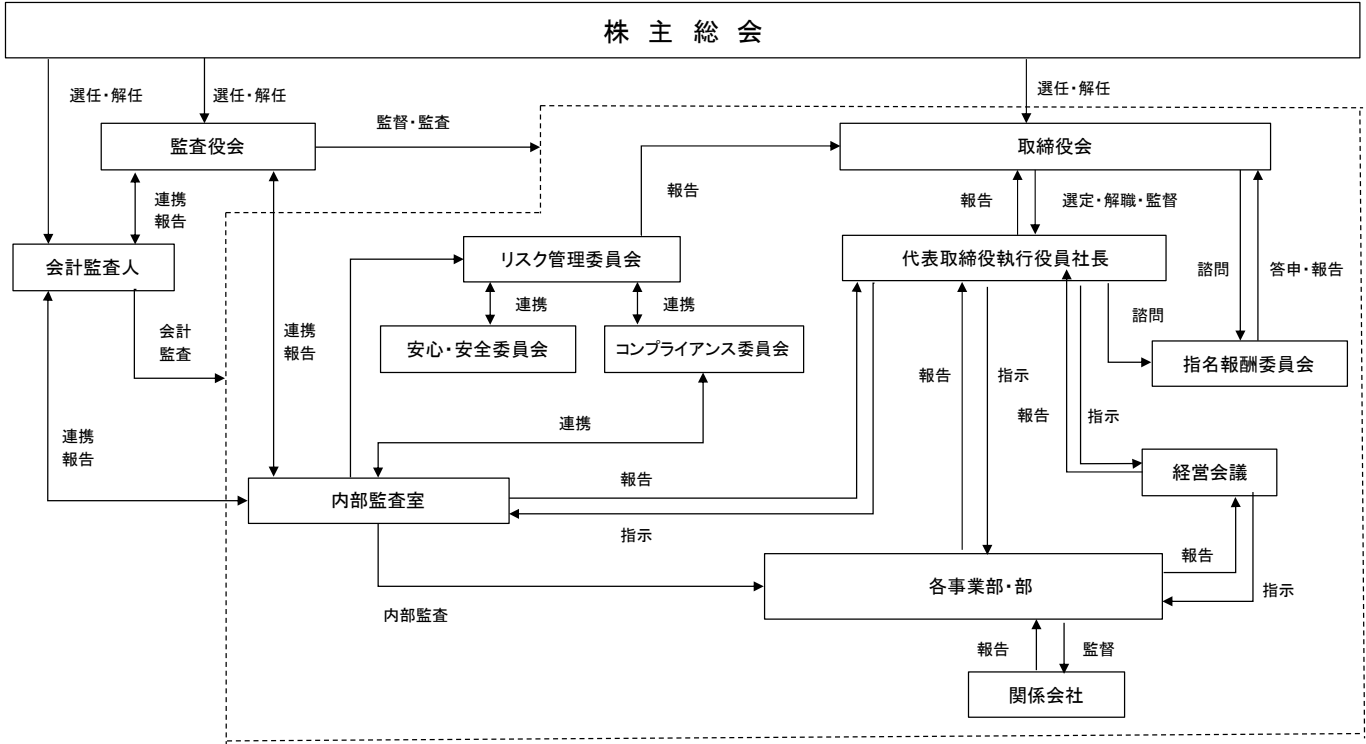 株主総会
選任・解任
選任・解任
選任・解任
監査役会
監督・監査
取締役会
連携
報告
報告
報告
選定・解職・監督
会計監査人
リスク管理委員会
代表取締役執行役員社長
諮問
答申・報告
連携
連携
諮問
会計
監査
連携
報告
安心・安全委員会
コンプライアンス委員会
指名報酬委員会
報告
指示
報告
指示
連携
連携
報告
経営会議
内部監査室
報告
指示
各事業部・部
報告
指示
内部監査
報告
監督
関係会社